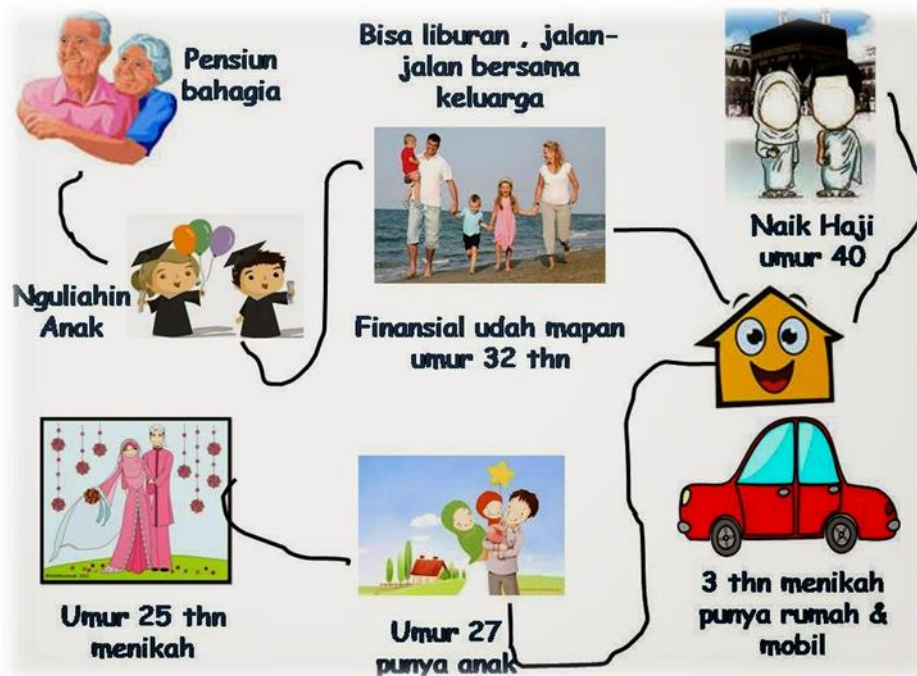 Pensiun
bahagia
Bisa liburan , jalan-
jalan bersama
keluarga
Naik Haji
umur 40
Nguliahin
Anak
Finansial udah mapan
umur 32 thn
Umur 25 thn
menikah
Umur 27
punya anak
3 thn menikah
punya rumah &
mobil